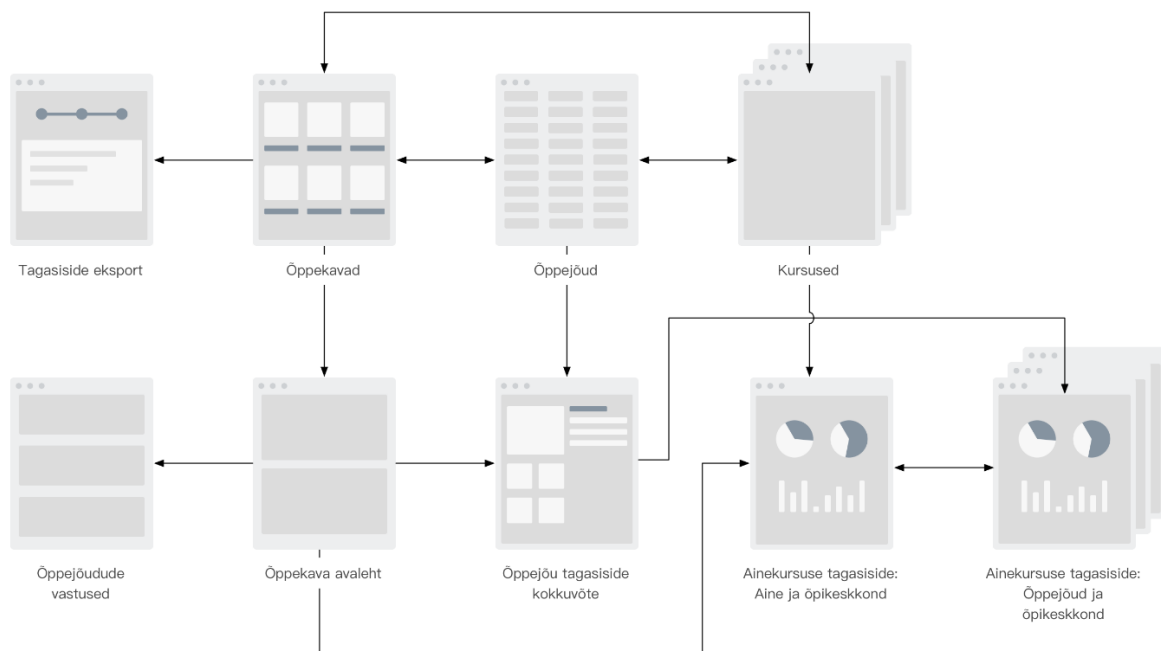 Tagasiside eksport
Õppekavad
Õppejõud
Kursused
Õppejõudude
vastused
Õppekava avaleht
Õppejõu tagasiside
kokkuvõte
Ainekursuse tagasiside:
Aine ja õpikeskkond
Ainekursuse tagasiside:
Õppejõud ja
õpikeskkond